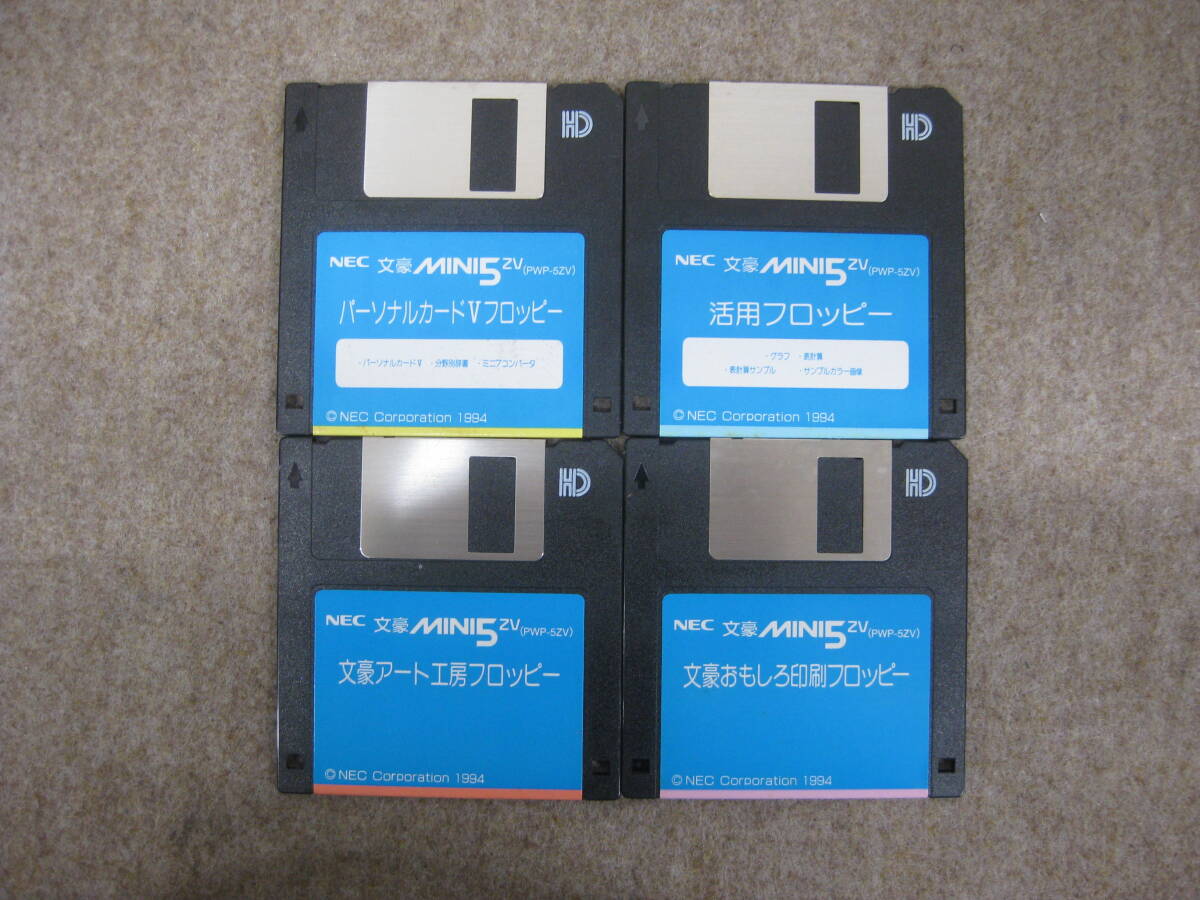 HD
NEC 文豪 MINI5 ZV (PWP-5ZV)
パーソナルカードⅤフロッピー
・パーソナルカードⅤ ・分野別辞書 ・ミニアコンバータ
© NEC Corporation 1994
HD
NEC 文豪 MINI5 ZV (PWP-5ZV)
活用フロッピー
・グラフ ・表計算
・表計算サンプル ・サンプルカラー画像
© NEC Corporation 1994
HD
NEC 文豪 MINI5 ZV (PWP-5ZV)
文豪アート工房フロッピー
© NEC Corporation 1994
HD
NEC 文豪 MINI5 ZV (PWP-5ZV)
文豪おもしろ印刷フロッピー
© NEC Corporation 1994